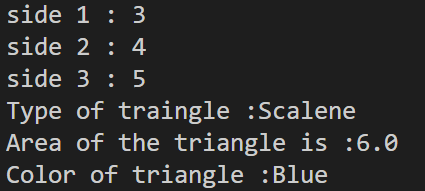 side 1 : 3
side 2 : 4
side 3 : 5
Type of traingle :Scalene
Area of the triangle is :6.0
Color of triangle :Blue